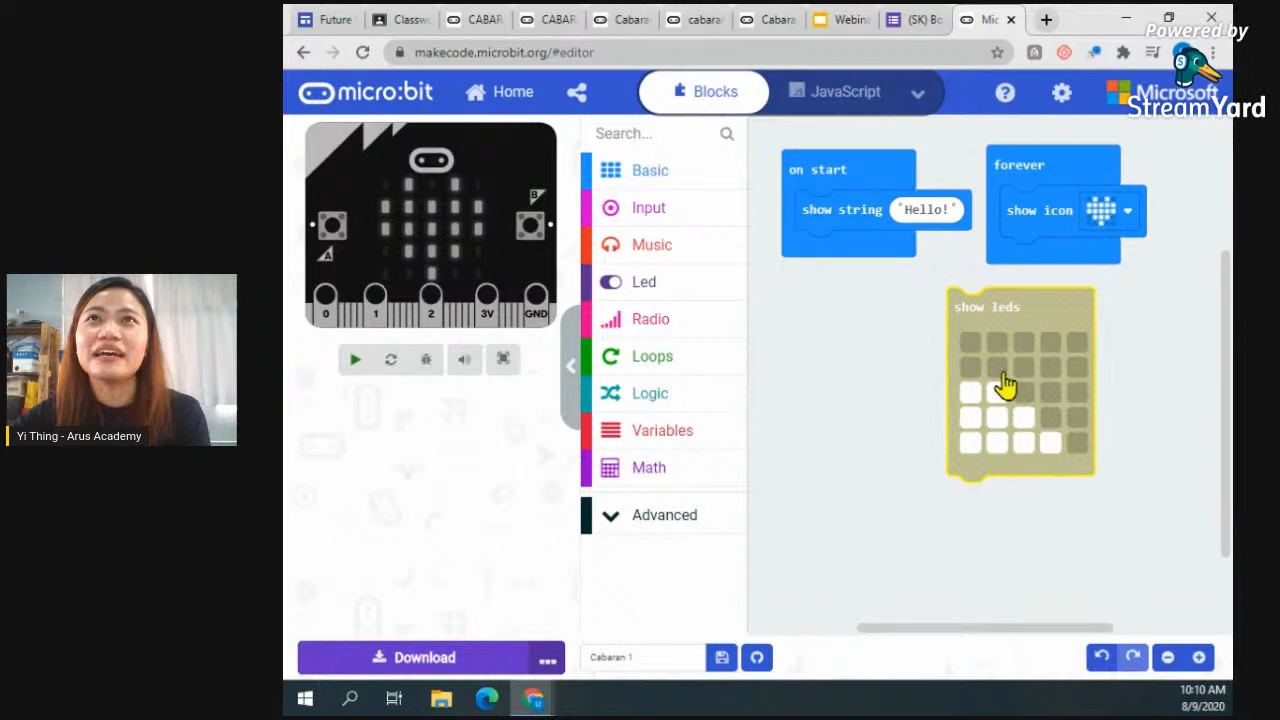 Future
Classw
CABAR
CABAR
Cabara
cabara
Cabara
Webina
(SK) Bo
Mic
Powered by
StreamYard
makecode.microbit.org/#editor
micro:bit
Home
Blocks
JavaScript
Microsoft
Search...
Basic
Input
Music
Led
Radio
Loops
Logic
Variables
Math
Advanced
A
B
0
1
2
3V
GND
on start
show string "Hello!"
forever
show icon
show leds
Yi Thing - Arus Academy
Download
Cabaran 1
10:10 AM
8/9/2020